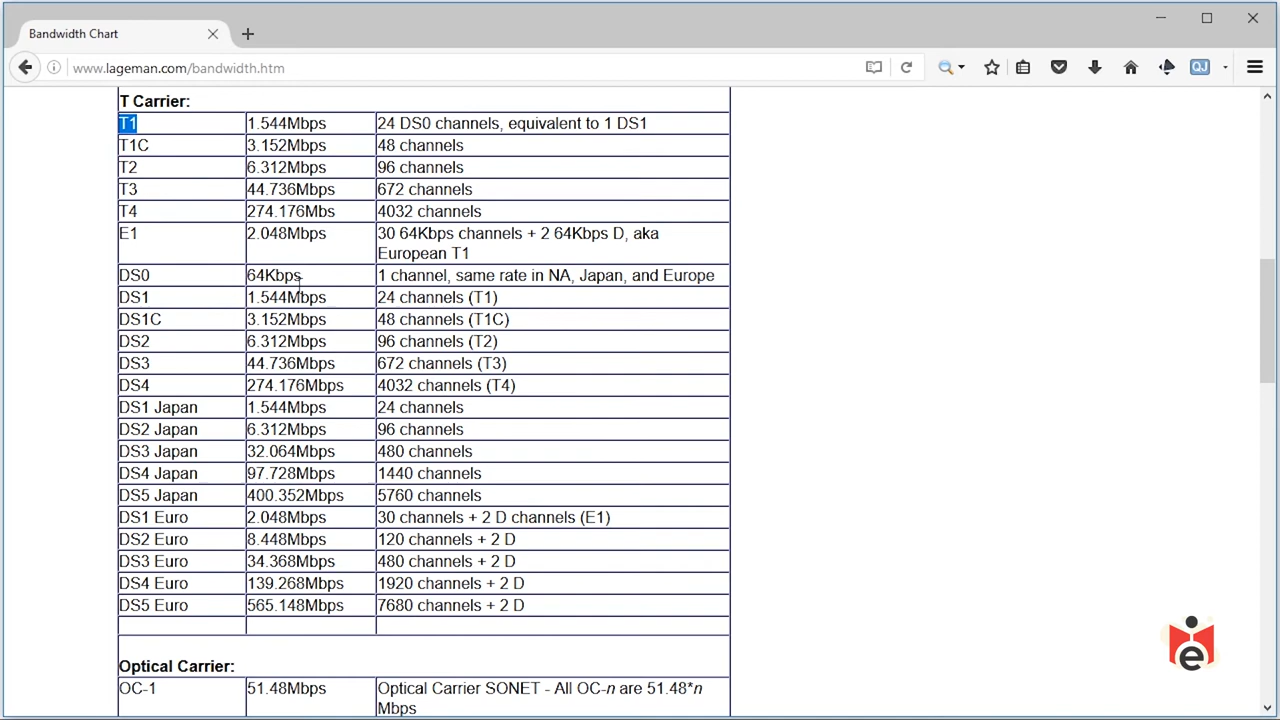 Bandwidth Chart
www.lageman.com/bandwidth.htm
QJ
T Carrier:
T1 1.544Mbps 24 DS0 channels, equivalent to 1 DS1
T1C 3.152Mbps 48 channels
T2 6.312Mbps 96 channels
T3 44.736Mbps 672 channels
T4 274.176Mbs 4032 channels
E1 2.048Mbps 30 64Kbps channels + 2 64Kbps D, aka
European T1
DS0 64Kbps 1 channel, same rate in NA, Japan, and Europe
DS1 1.544Mbps 24 channels (T1)
DS1C 3.152Mbps 48 channels (T1C)
DS2 6.312Mbps 96 channels (T2)
DS3 44.736Mbps 672 channels (T3)
DS4 274.176Mbps 4032 channels (T4)
DS1 Japan 1.544Mbps 24 channels
DS2 Japan 6.312Mbps 96 channels
DS3 Japan 32.064Mbps 480 channels
DS4 Japan 97.728Mbps 1440 channels
DS5 Japan 400.352Mbps 5760 channels
DS1 Euro 2.048Mbps 30 channels + 2 D channels (E1)
DS2 Euro 8.448Mbps 120 channels + 2 D
DS3 Euro 34.368Mbps 480 channels + 2 D
DS4 Euro 139.268Mbps 1920 channels + 2 D
DS5 Euro 565.148Mbps 7680 channels + 2 D
e
Optical Carrier:
OC-1 51.48Mbps Optical Carrier SONET - All OC-n are 51.48*n
Mbps